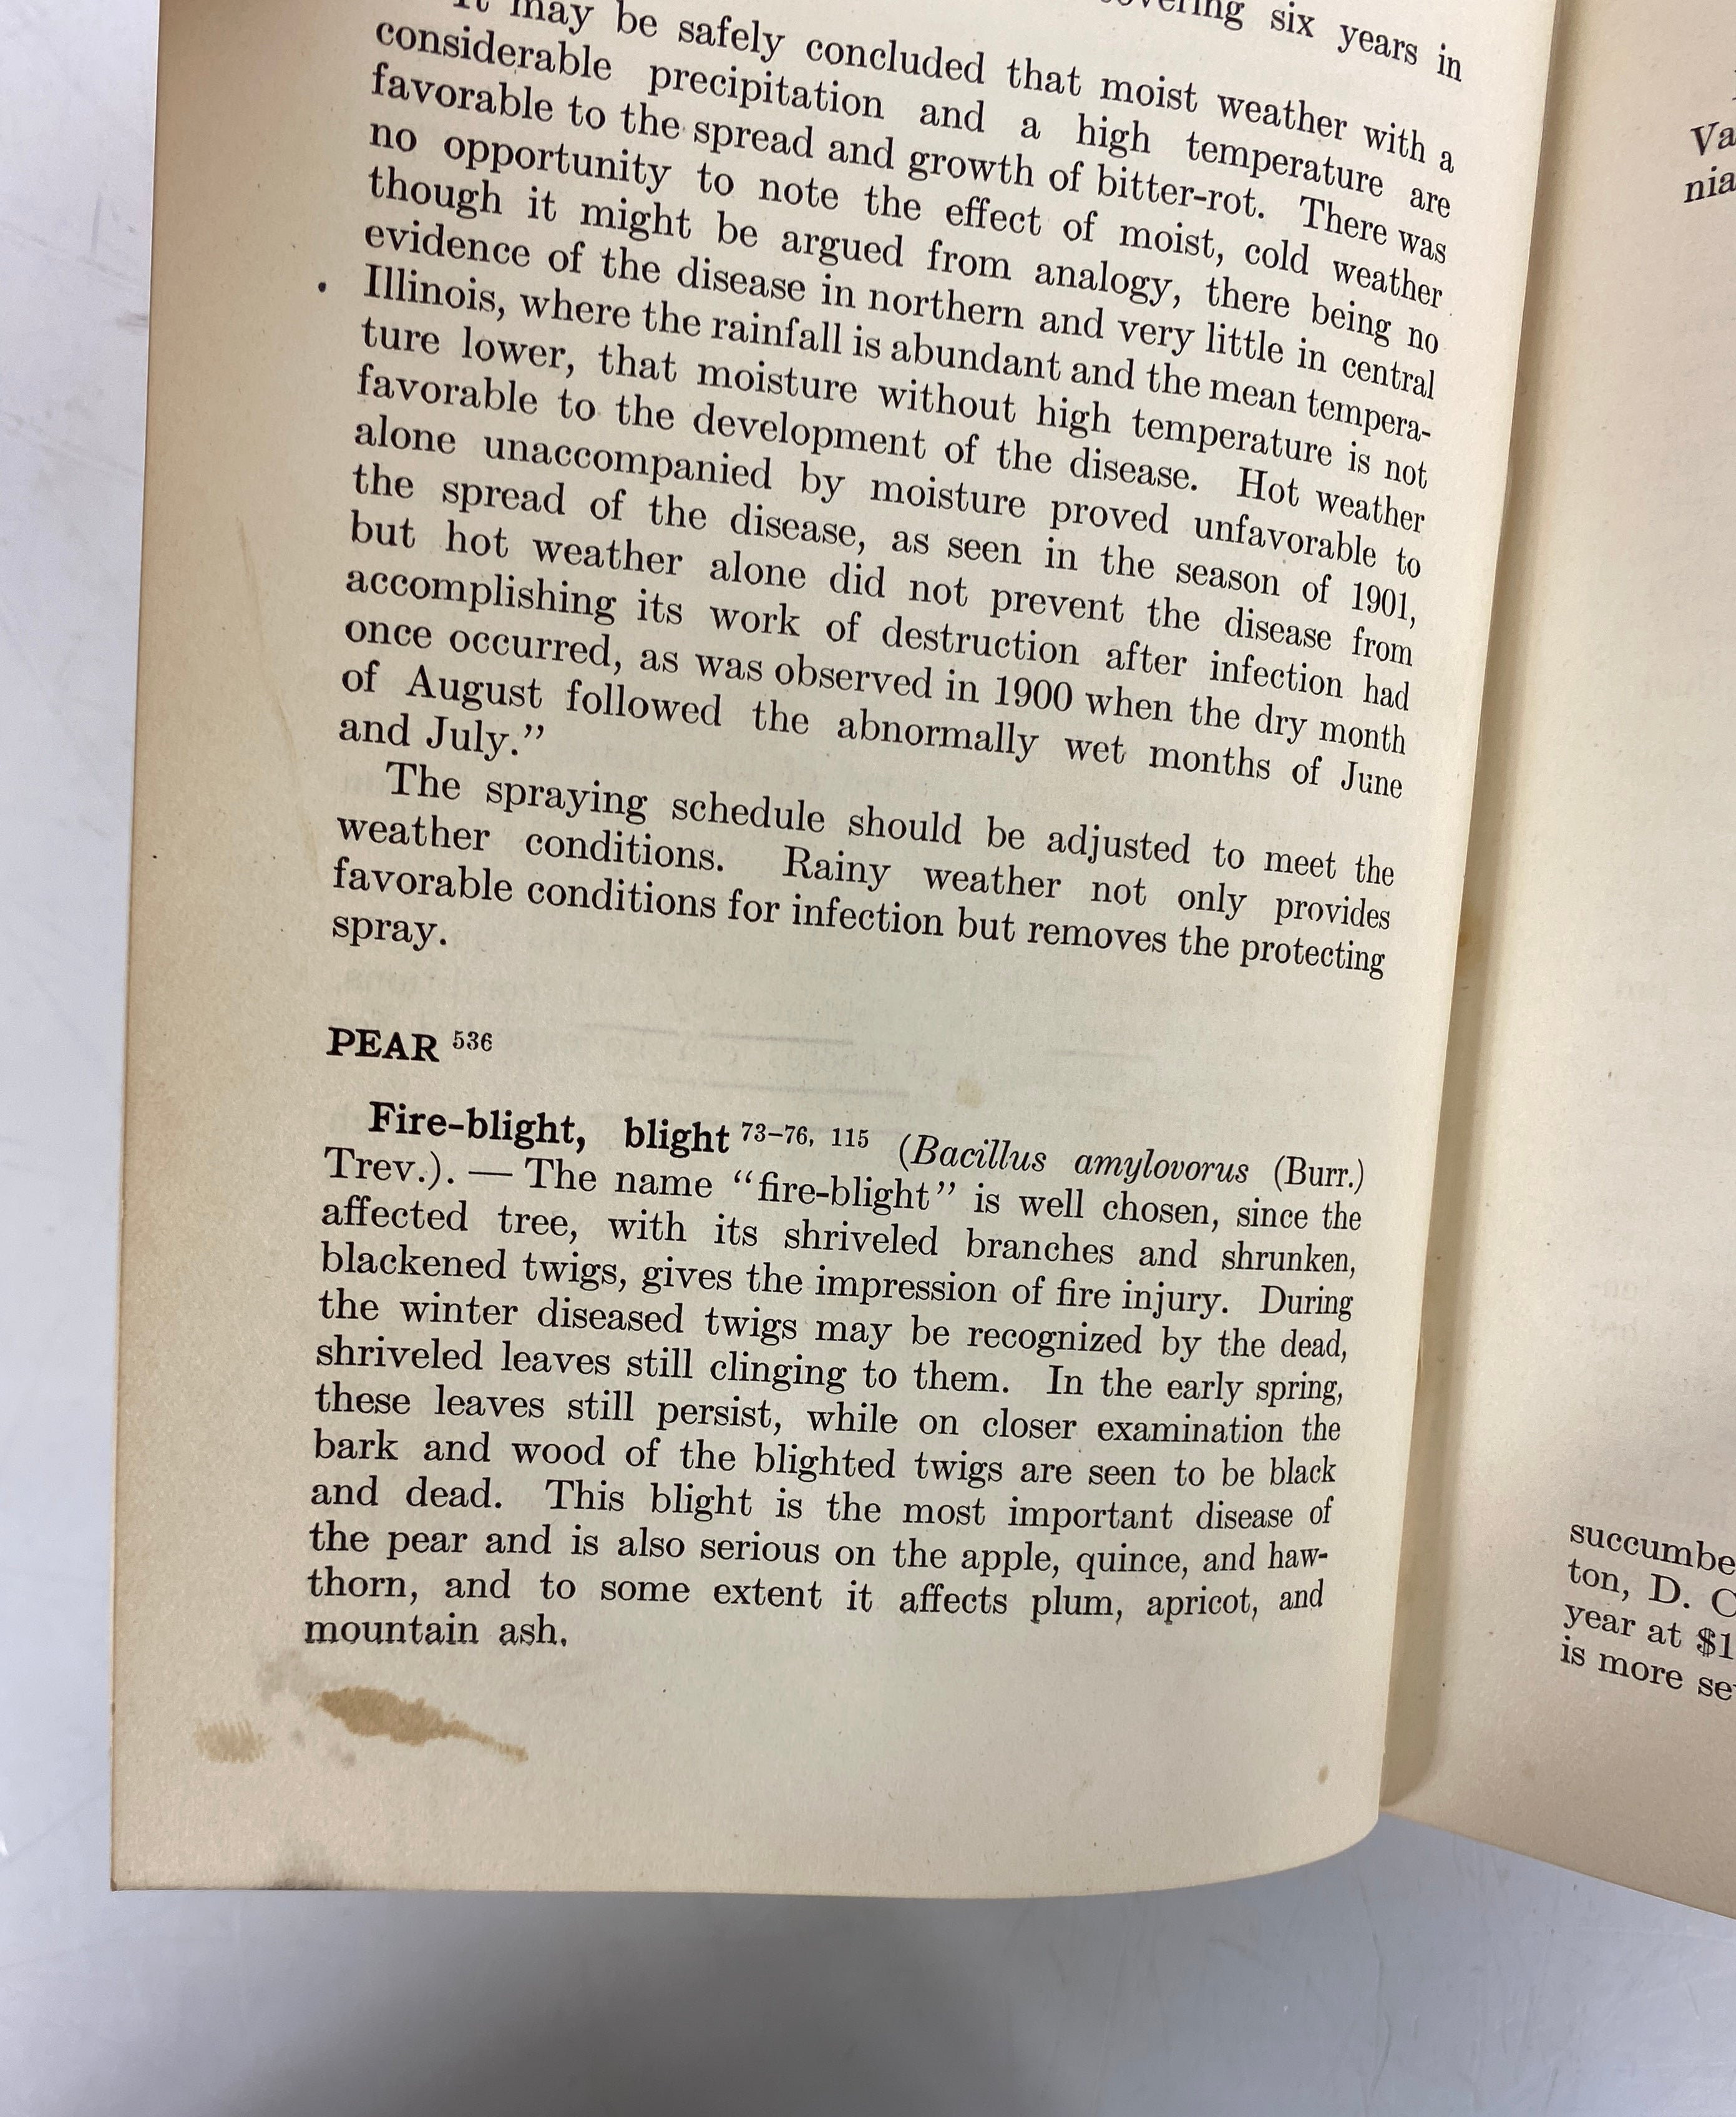 overing six years in
It may be safely concluded that moist weather with a
considerable precipitation and a high temperature are
favorable to the spread and growth of bitter-rot. There was
no opportunity to note the effect of moist, cold weather
though it might be argued from analogy, there being no
evidence of the disease in northern and very little in central
Illinois, where the rainfall is abundant and the mean tempera-
ture lower, that moisture without high temperature is not
favorable to the development of the disease. Hot weather
alone unaccompanied by moisture proved unfavorable to
the spread of the disease, as seen in the season of 1901,
but hot weather alone did not prevent the disease from
accomplishing its work of destruction after infection had
once occurred, as was observed in 1900 when the dry month
of August followed the abnormally wet months of June
and July.”
The spraying schedule should be adjusted to meet the
weather conditions. Rainy weather not only provides
favorable conditions for infection but removes the protecting
spray.
PEAR 536
Fire-blight, blight 73–76, 115 (Bacillus amylovorus (Burr.)
Trev.). — The name “fire-blight” is well chosen, since the
affected tree, with its shriveled branches and shrunken,
blackened twigs, gives the impression of fire injury. During
the winter diseased twigs may be recognized by the dead,
shriveled leaves still clinging to them. In the early spring,
these leaves still persist, while on closer examination the
bark and wood of the blighted twigs are seen to be black
and dead. This blight is the most important disease of
the pear and is also serious on the apple, quince, and haw-
thorn, and to some extent it affects plum, apricot, and
mountain ash.
Va
nia
succumbe
ton, D. C
year at $1
is more se